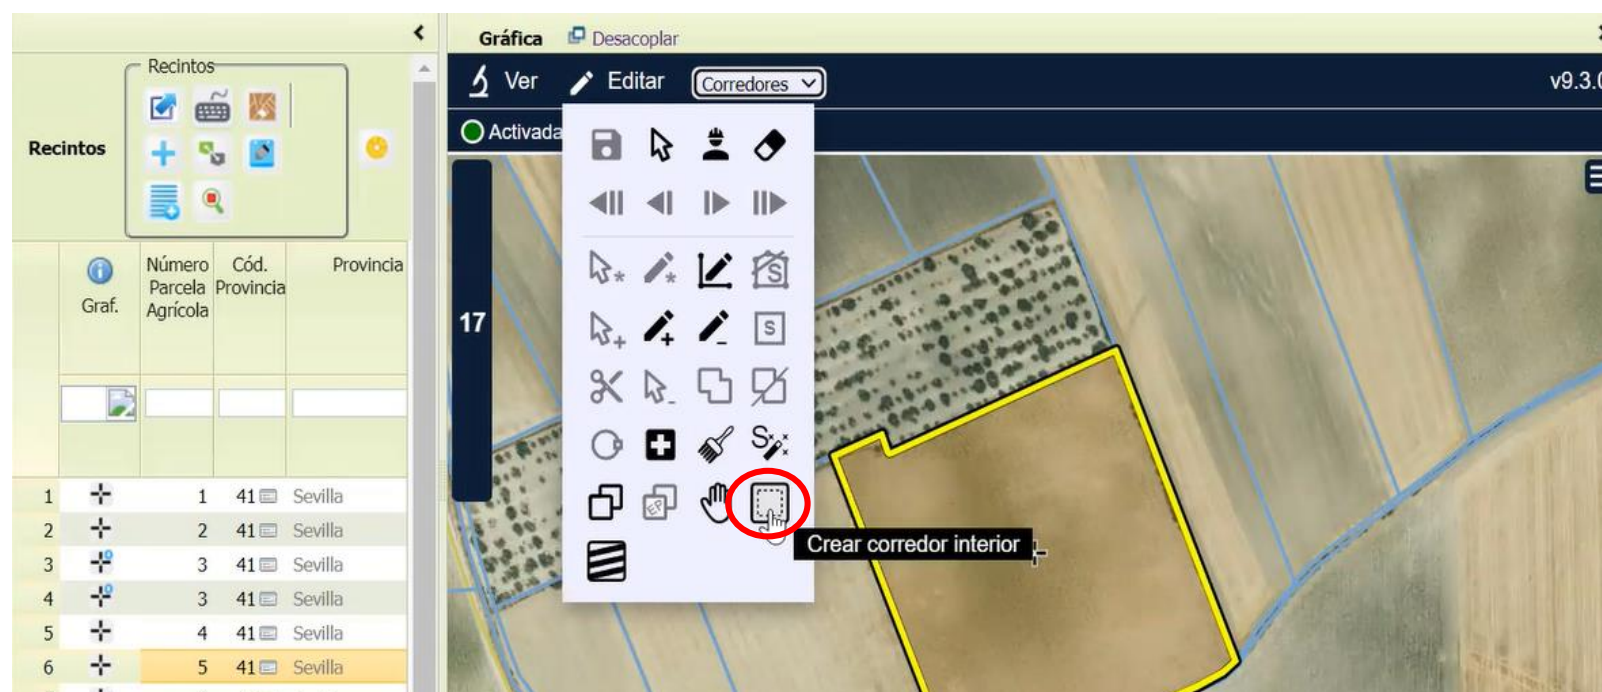 Gráfica Desacoplar
Recintos
Ver Editar Corredores v9.3.0
Activada
Recintos
17
Graf.
Número
Parcela
Agrícola
Cód.
Provincia
Provincia
1 1 41 Sevilla
2 2 41 Sevilla
3 3 41 Sevilla
4 3 41 Sevilla
5 4 41 Sevilla
6 5 41 Sevilla
S
S
S
EP
Crear corredor interior